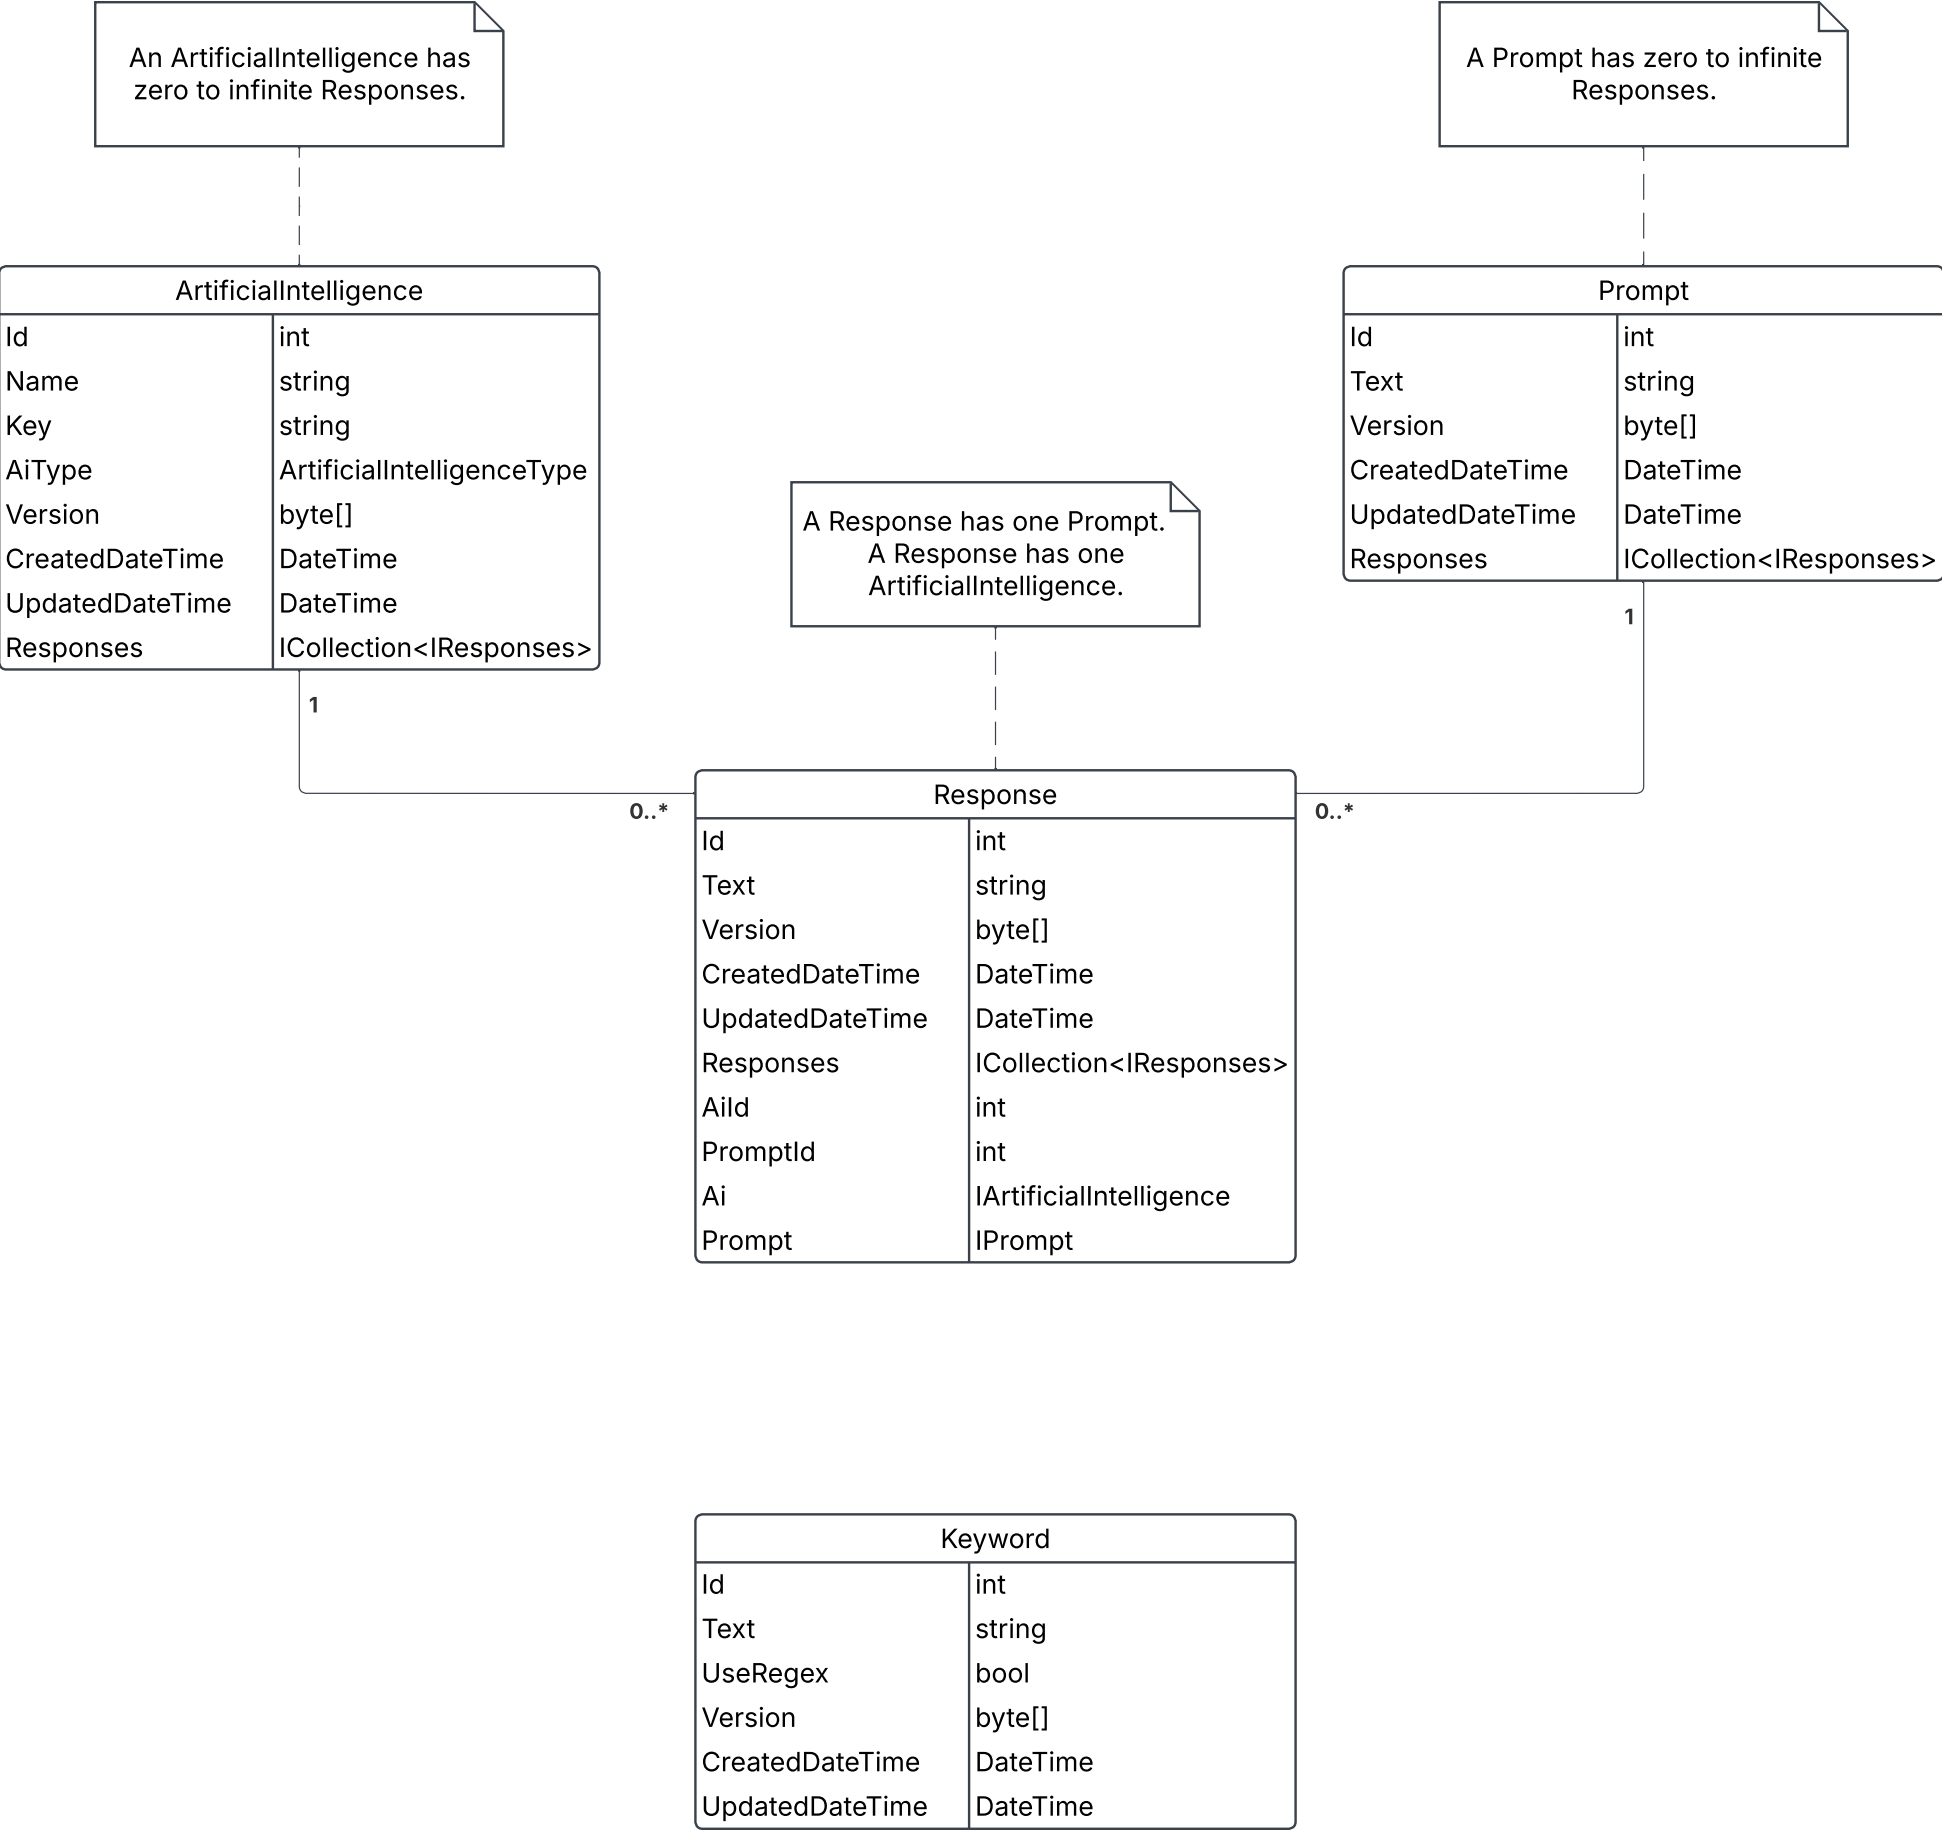 An ArtificialIntelligence has
zero to infinite Responses.
A Prompt has zero to infinite
Responses.
ArtificialIntelligence
Id int
Name string
Key string
AiType ArtificialIntelligenceType
Version byte[]
CreatedDateTime DateTime
UpdatedDateTime DateTime
Responses ICollection<IResponses>
1
0..*
Prompt
Id int
Text string
Version byte[]
CreatedDateTime DateTime
UpdatedDateTime DateTime
Responses ICollection<IResponses>
1
0..*
A Response has one Prompt.
A Response has one
ArtificialIntelligence.
Response
Id int
Text string
Version byte[]
CreatedDateTime DateTime
UpdatedDateTime DateTime
Responses ICollection<IResponses>
AiId int
PromptId int
Ai IArtificialIntelligence
Prompt IPrompt
Keyword
Id int
Text string
UseRegex bool
Version byte[]
CreatedDateTime DateTime
UpdatedDateTime DateTime